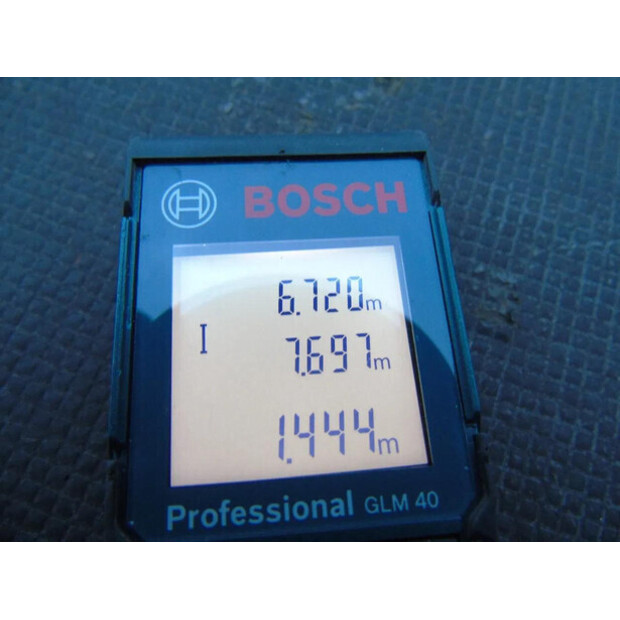 BOSCH
6.720m
I
7.697m
1.444m
Professional GLM 40